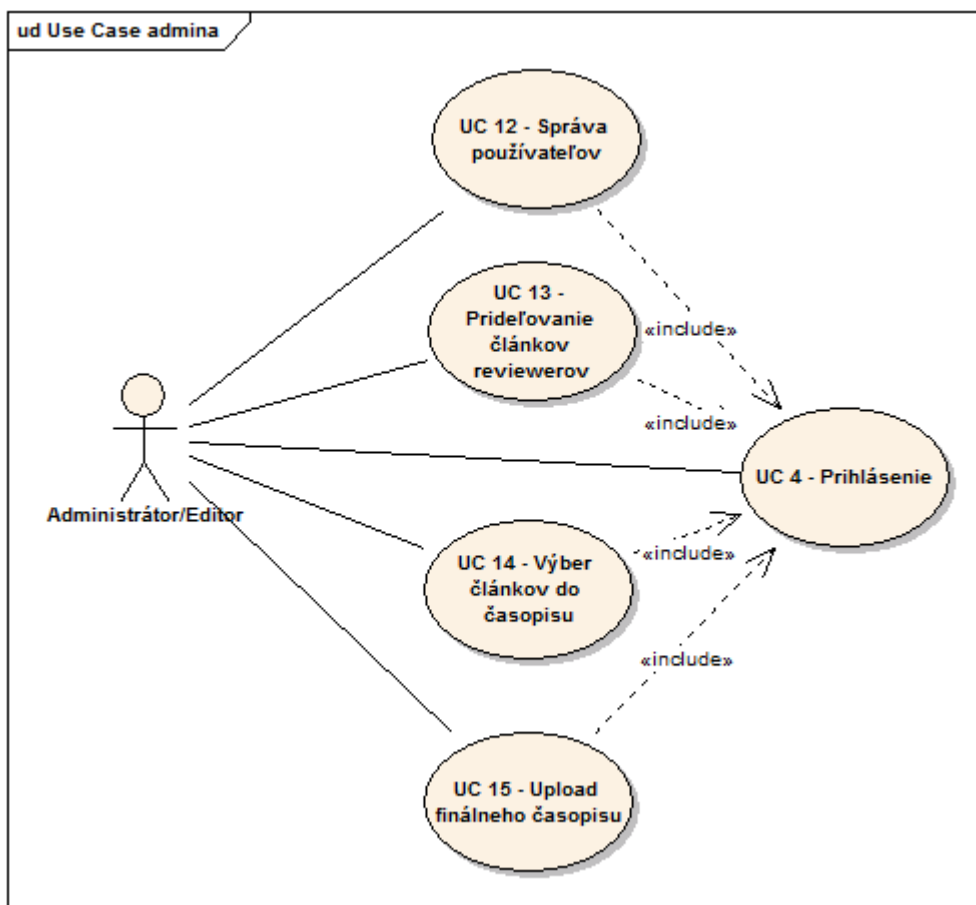 ud Use Case admina
UC 12 - Správa
používateľov
UC 13 -
Prideľovanie
článkov
reviewerov
«include»
«include»
UC 4 - Prihlásenie
Administrátor/Editor
UC 14 - Výber
článkov do
časopisu
«include»
«include»
UC 15 - Upload
finálneho časopisu